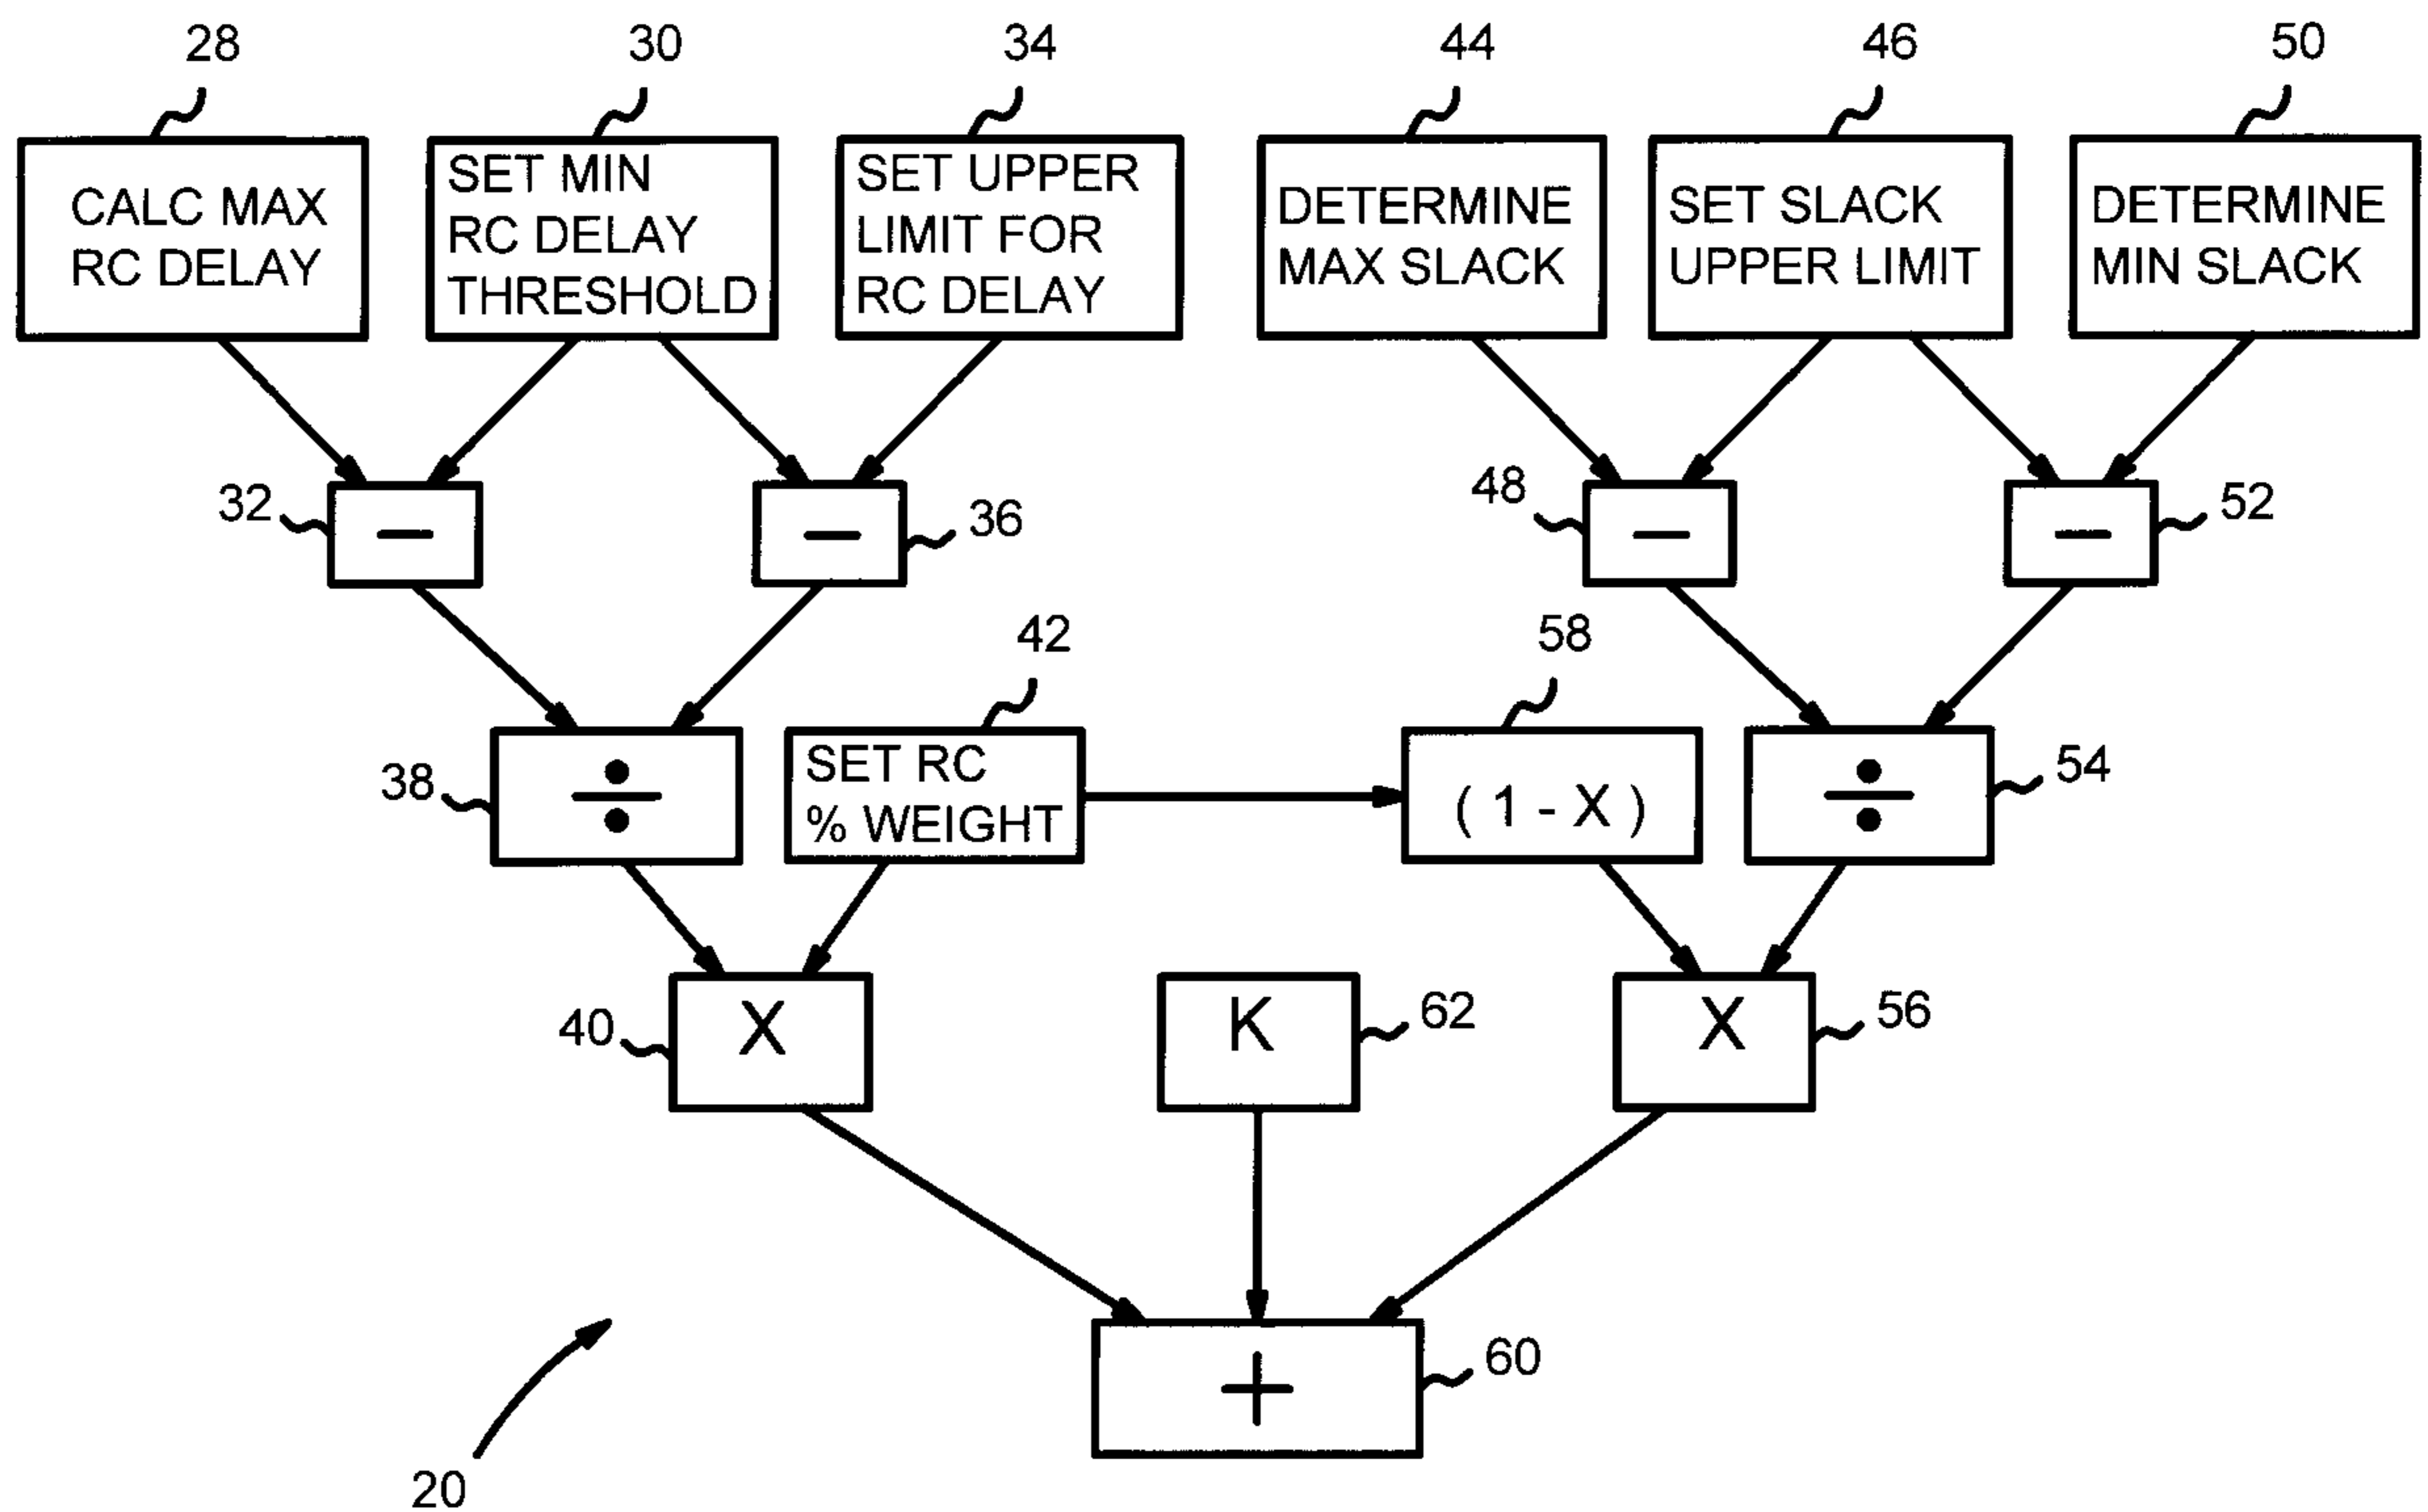 28
30
34
44
46
50
CALC MAX
RC DELAY
SET MIN
RC DELAY
THRESHOLD
SET UPPER
LIMIT FOR
RC DELAY
DETERMINE
MAX SLACK
SET SLACK
UPPER LIMIT
DETERMINE
MIN SLACK
32
−
−
36
48
−
−
52
38
÷
42
SET RC
% WEIGHT
58
( 1 - X )
÷
54
40
X
K
62
X
56
+
60
20